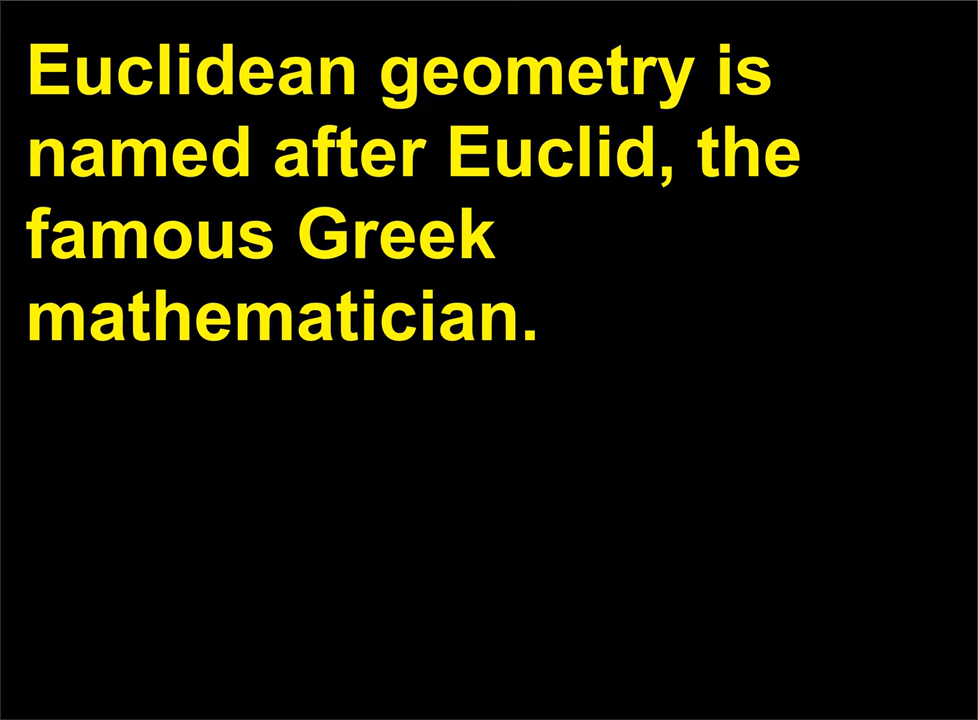 Euclidean geometry is
named after Euclid, the
famous Greek
mathematician.